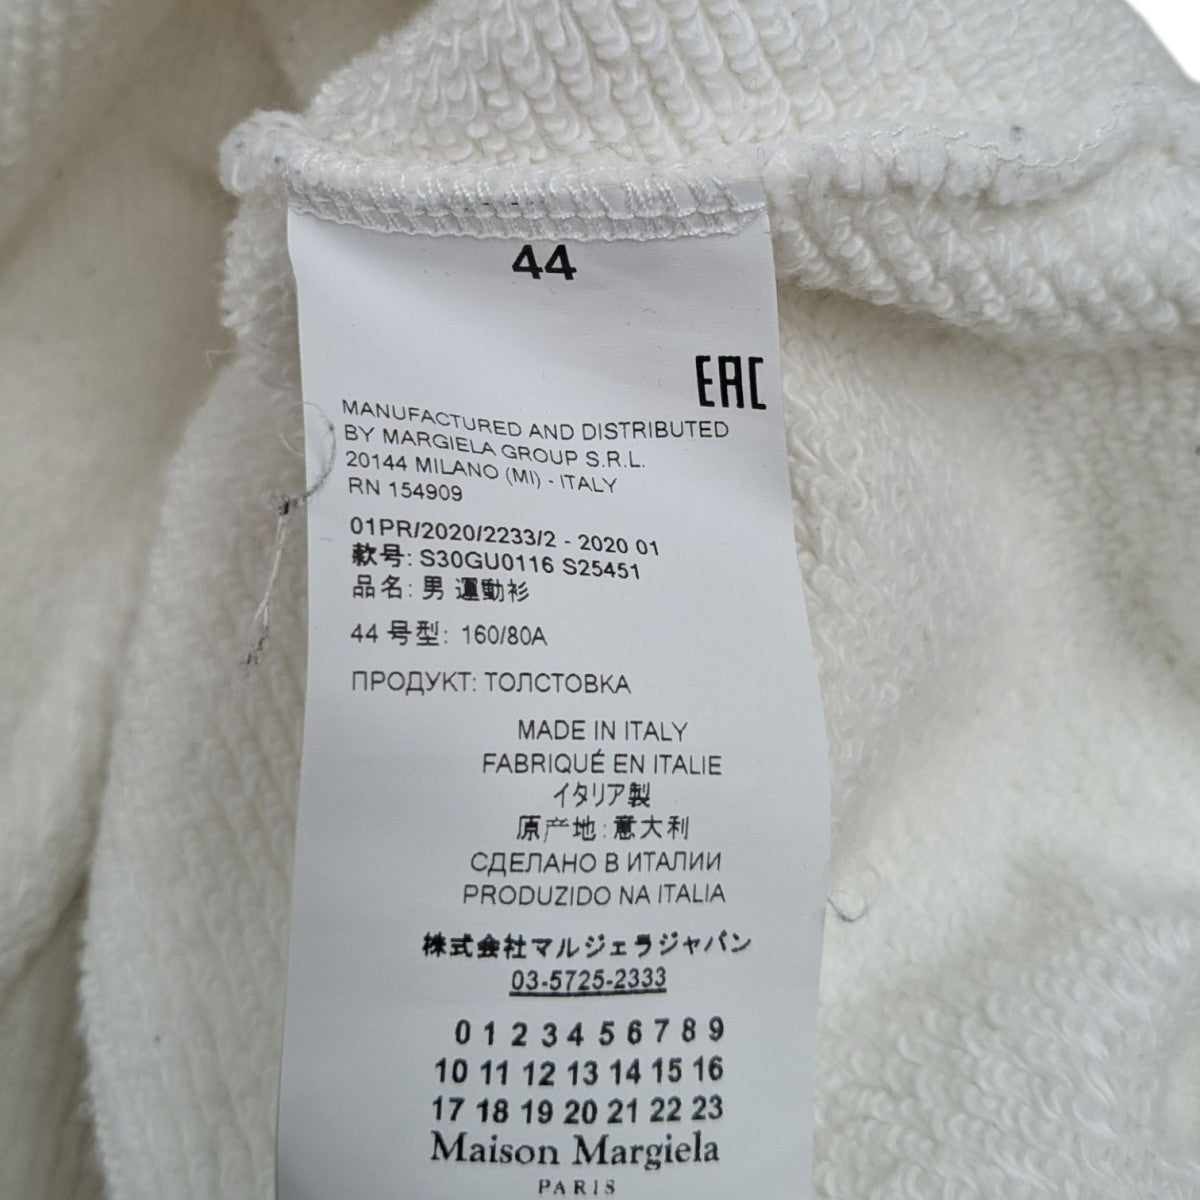 44
EAC
MANUFACTURED AND DISTRIBUTED
BY MARGIELA GROUP S.R.L.
20144 MILANO (MI) - ITALY
RN 154909
01PR/2020/2233/2 - 2020 01
款号: S30GU0116 S25451
品名: 男 運動衫
44 号型: 160/80A
ПРОДУКТ: ТОЛСТОВКА
MADE IN ITALY
FABRIQUÉ EN ITALIE
イタリア製
原产地:意大利
СДЕЛАНО В ИТАЛИИ
PRODUZIDO NA ITALIA
株式会社マルジェラジャパン
03-5725-2333
0 1 2 3 4 5 6 7 8 9
10 11 12 13 14 15 16
17 18 19 20 21 22 23
Maison Margiela
PARIS